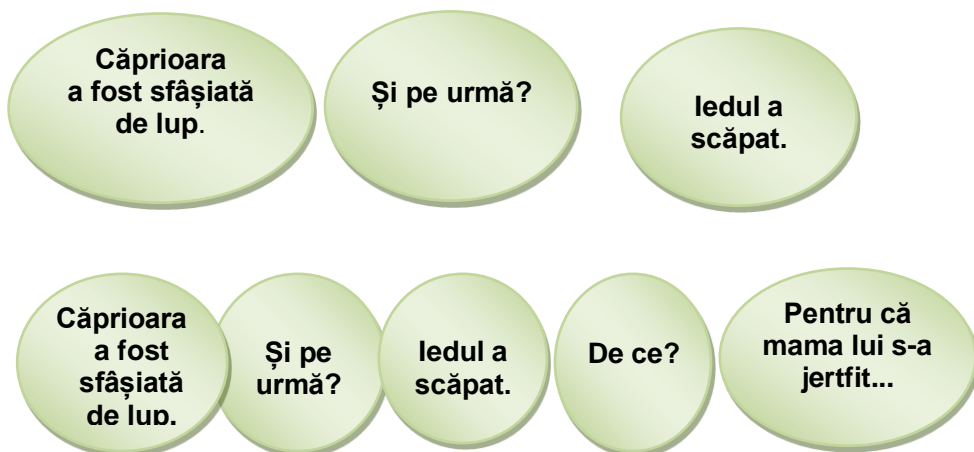 Căprioara
a fost sfâșiată
de lup.
Și pe urmă?
Iedul a
scăpat.
Căprioara
a fost
sfâșiată
de lup.
Și pe
urmă?
Iedul a
scăpat.
De ce?
Pentru că
mama lui s-a
jertfit...